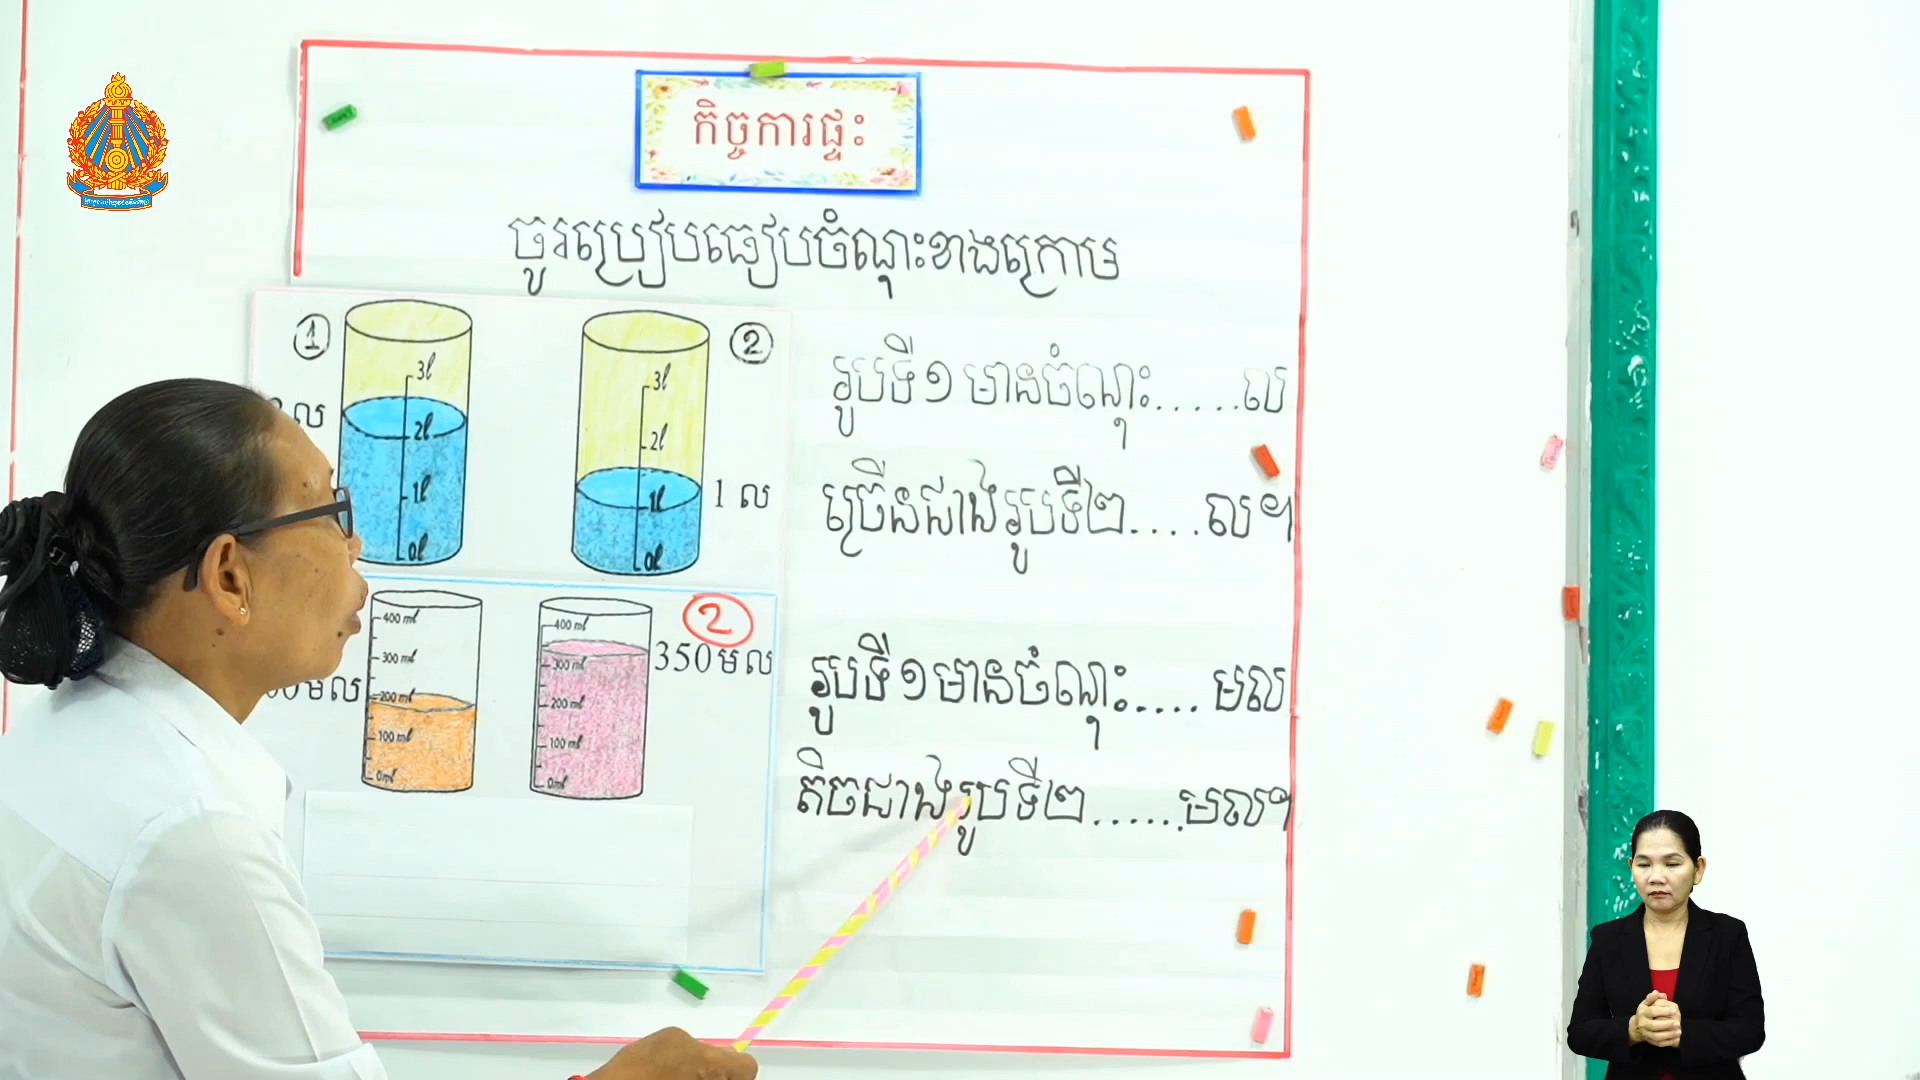 កិច្ចការផ្ទះ
ចូរប្រៀបធៀបចំណុះខាងក្រោម
1
3l
2l
1l
0l
ល
2
3l
2l
1l
0l
1 ល
រូបទី១ មានចំណុះ.....ល
ច្រើនជាងរូបទី២....ល។
400 ml
300 ml
200 ml
100 ml
0ml
មល
2
400 ml
300 ml
200 ml
100 ml
0ml
350មល
រូបទី១មានចំណុះ.... មល
តិចជាងរូបទី២......មល។